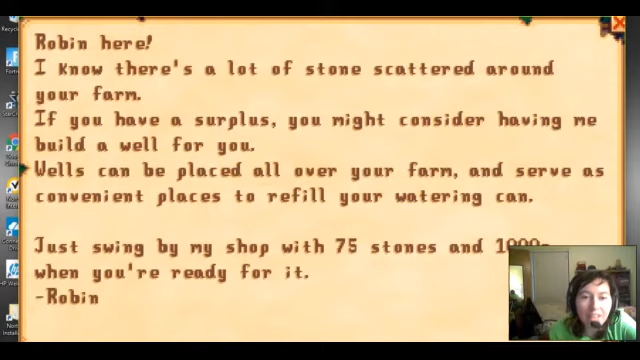 Robin here!
I know there's a lot of stone scattered around
your farm.
If you have a surplus, you might consider having me
build a well for you.
Wells can be placed all over your farm, and serve as
convenient places to refill your watering can.
Just swing by my shop with 75 stones and 1000g
when you're ready for it.
-Robin